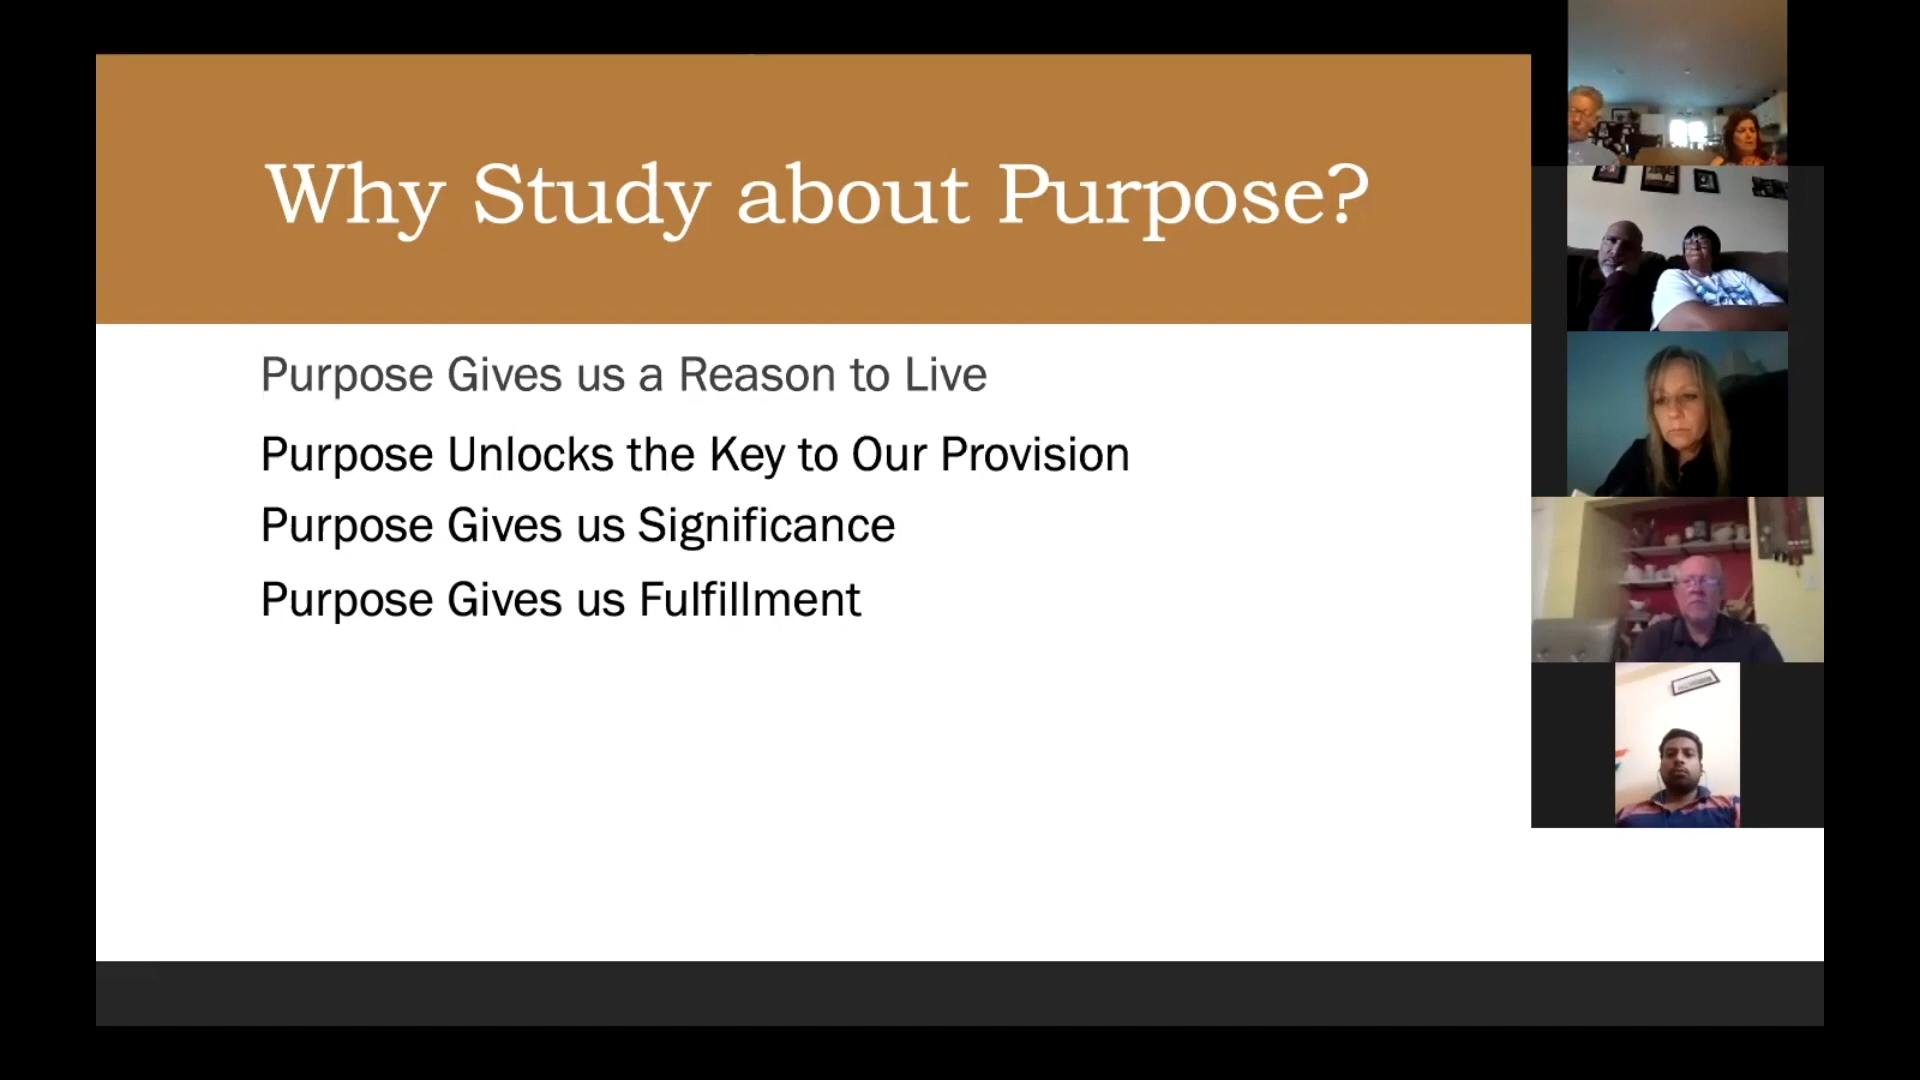 Why Study about Purpose?
Purpose Gives us a Reason to Live
Purpose Unlocks the Key to Our Provision
Purpose Gives us Significance
Purpose Gives us Fulfillment